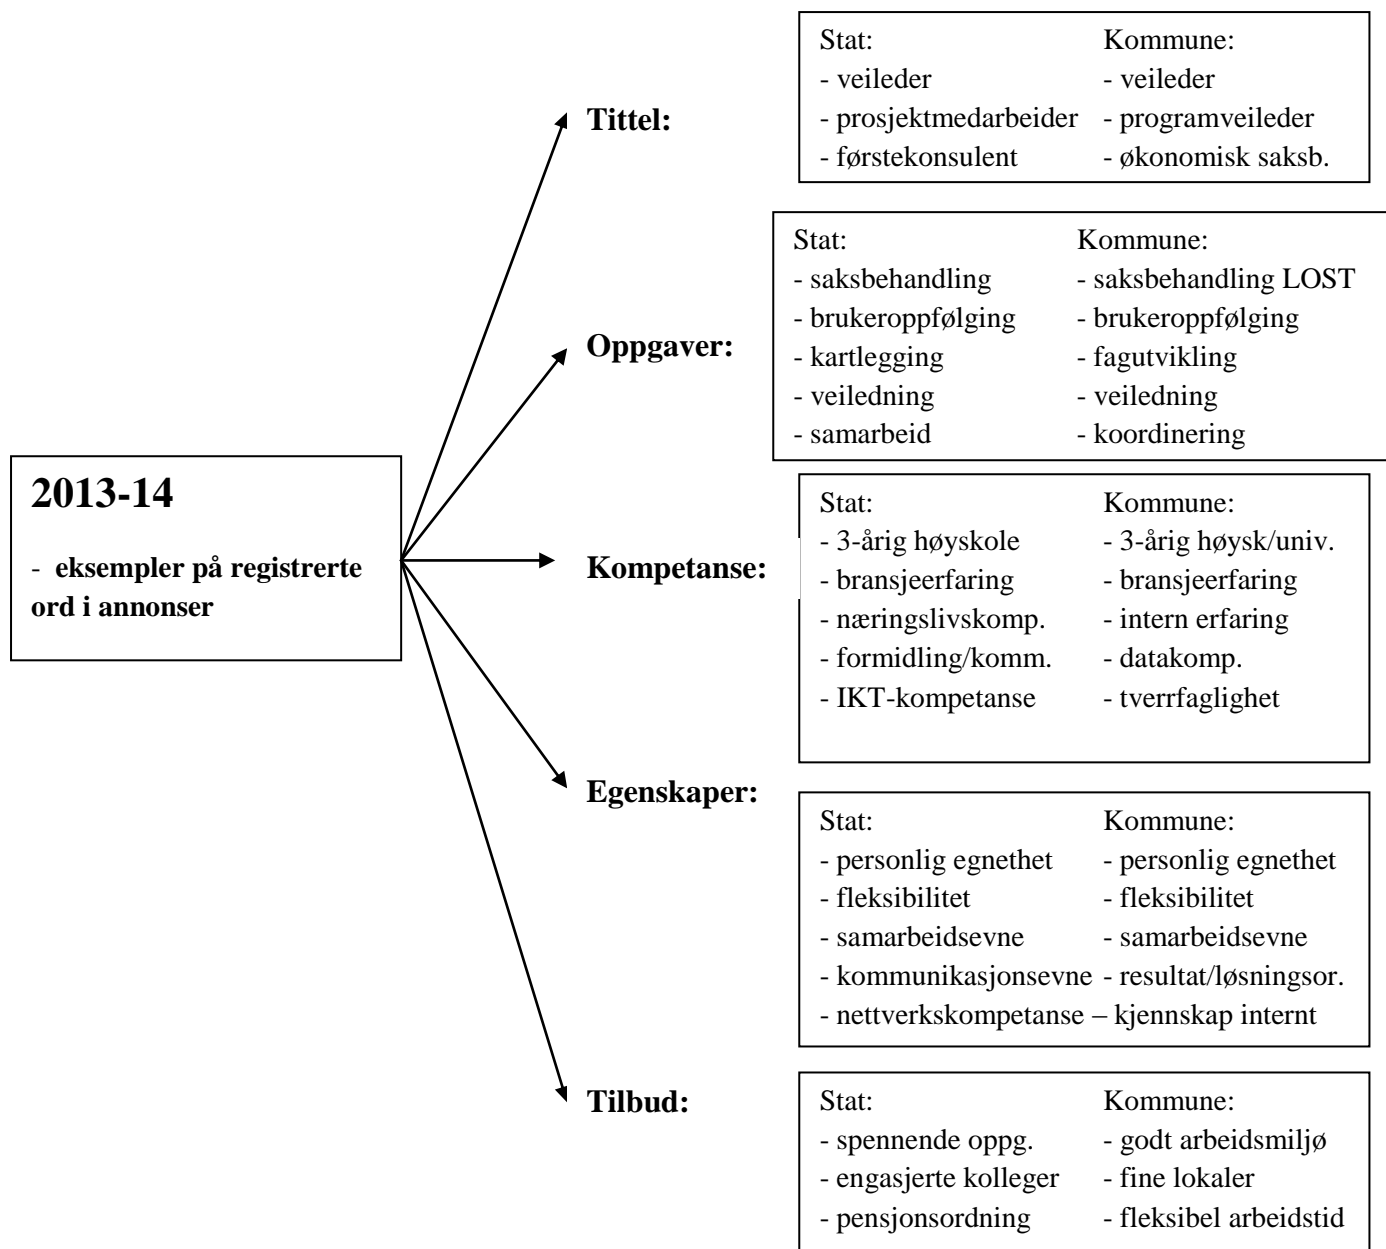 Stat: Kommune:
- veileder - veileder
Tittel: - prosjektmedarbeider - programveileder
- førstekonsulent - økonomisk saksb.
Stat: Kommune:
- saksbehandling - saksbehandling LOST
- brukeroppfølging - brukeroppfølging
Oppgaver: - kartlegging - fagutvikling
- veiledning - veiledning
- samarbeid - koordinering
2013-14
- eksempler på registrerte
ord i annonser
Stat: Kommune:
- 3-årig høyskole - 3-årig høysk/univ.
Kompetanse: - bransjeerfaring - bransjeerfaring
- næringslivskomp. - intern erfaring
- formidling/komm. - datakomp.
- IKT-kompetanse - tverrfaglighet
Egenskaper:
Stat: Kommune:
- personlig egnethet - personlig egnethet
- fleksibilitet - fleksibilitet
- samarbeidsevne - samarbeidsevne
- kommunikasjonsevne - resultat/løsningsor.
- nettverkskompetanse – kjennskap internt
Tilbud: Stat: Kommune:
- spennende oppg. - godt arbeidsmiljø
- engasjerte kolleger - fine lokaler
- pensjonsordning - fleksibel arbeidstid